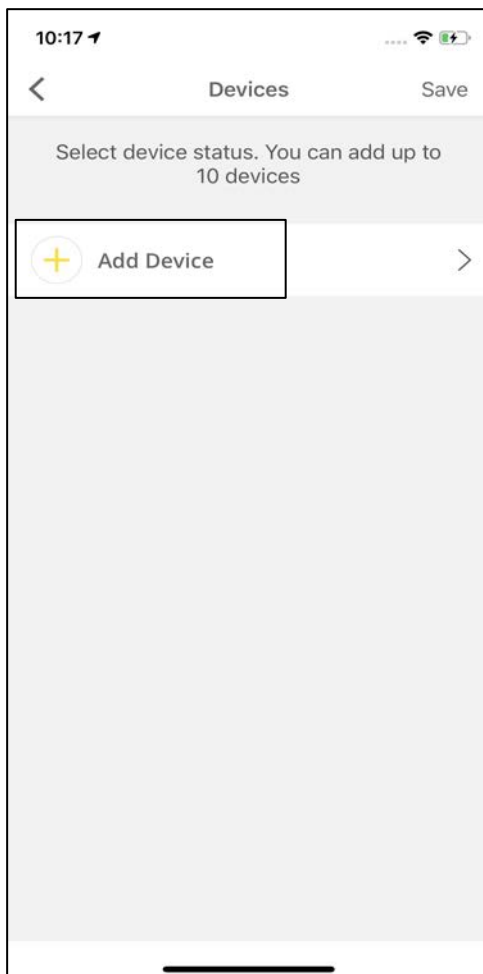 10:17
Devices
Save
Select device status. You can add up to
10 devices
Add Device